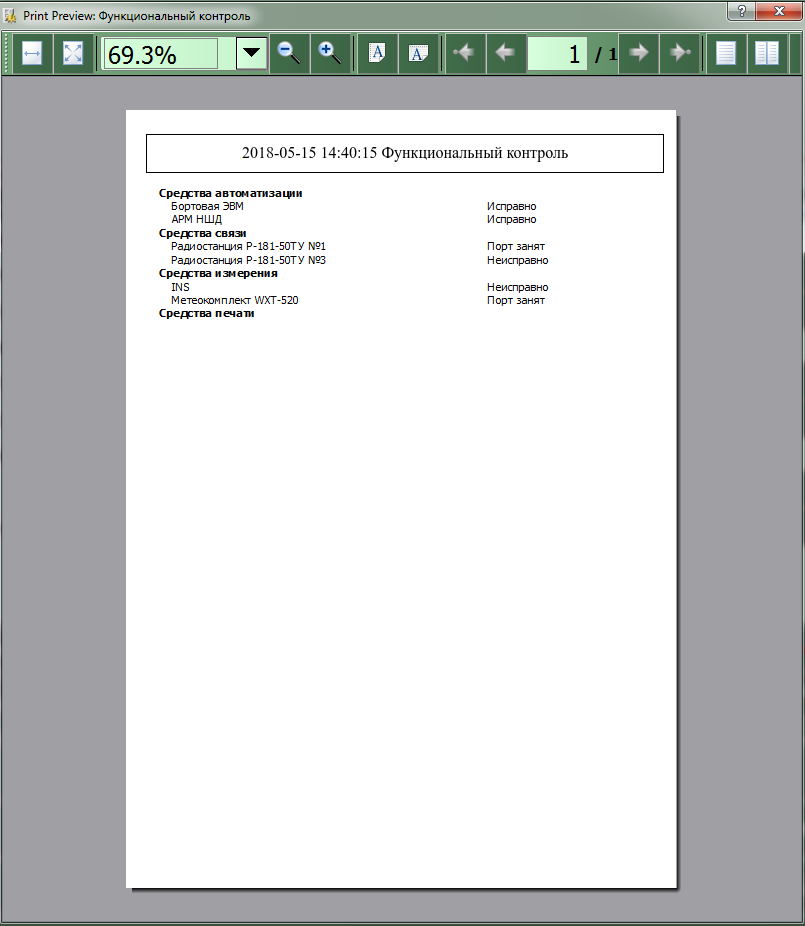 Print Preview: Функциональный контроль
69.3% 1 / 1
2018-05-15 14:40:15 Функциональный контроль
Средства автоматизации
Бортовая ЭВМ Исправно
АРМ НШД Исправно
Средства связи
Радиостанция Р-181-50ТУ №1 Порт занят
Радиостанция Р-181-50ТУ №3 Неисправно
Средства измерения
INS Неисправно
Метеокомплект WXT-520 Порт занят
Средства печати